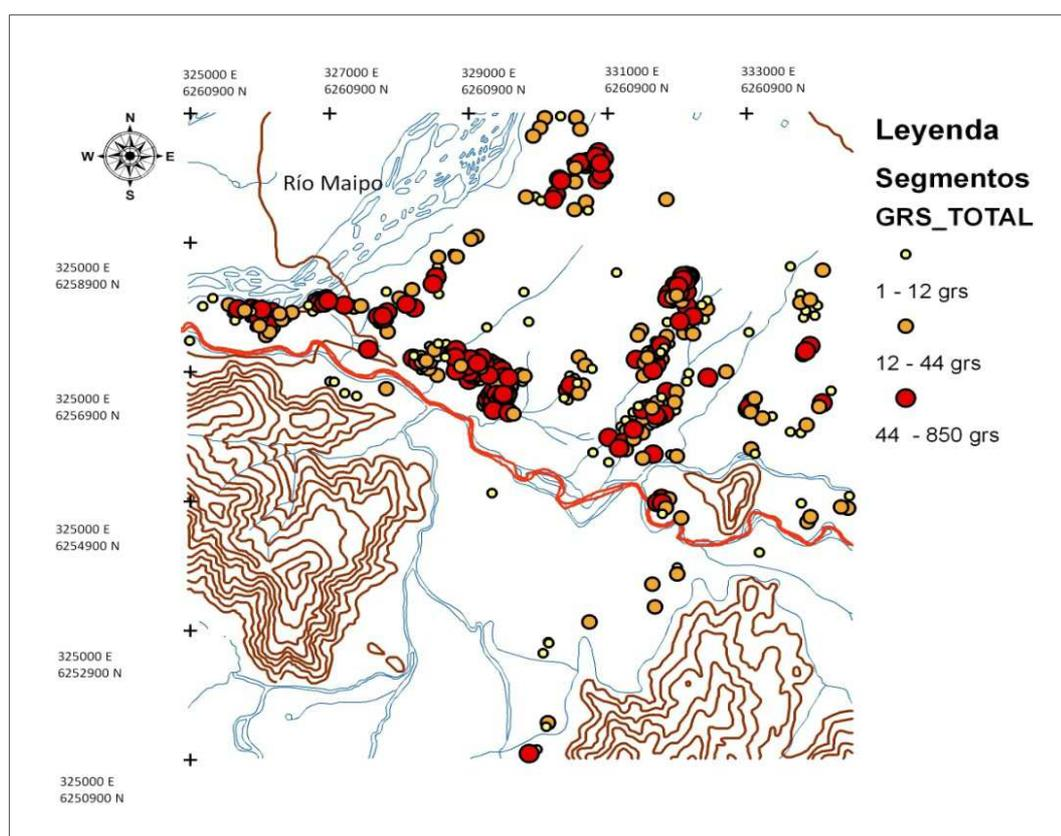 325000 E
6260900 N
327000 E
6260900 N
329000 E
6260900 N
331000 E
6260900 N
333000 E
6260900 N
N
W
E
S
Río Maipo
325000 E
6258900 N
325000 E
6256900 N
325000 E
6254900 N
325000 E
6252900 N
325000 E
6250900 N
Leyenda
Segmentos
GRS_TOTAL
1 - 12 grs
12 - 44 grs
44 - 850 grs